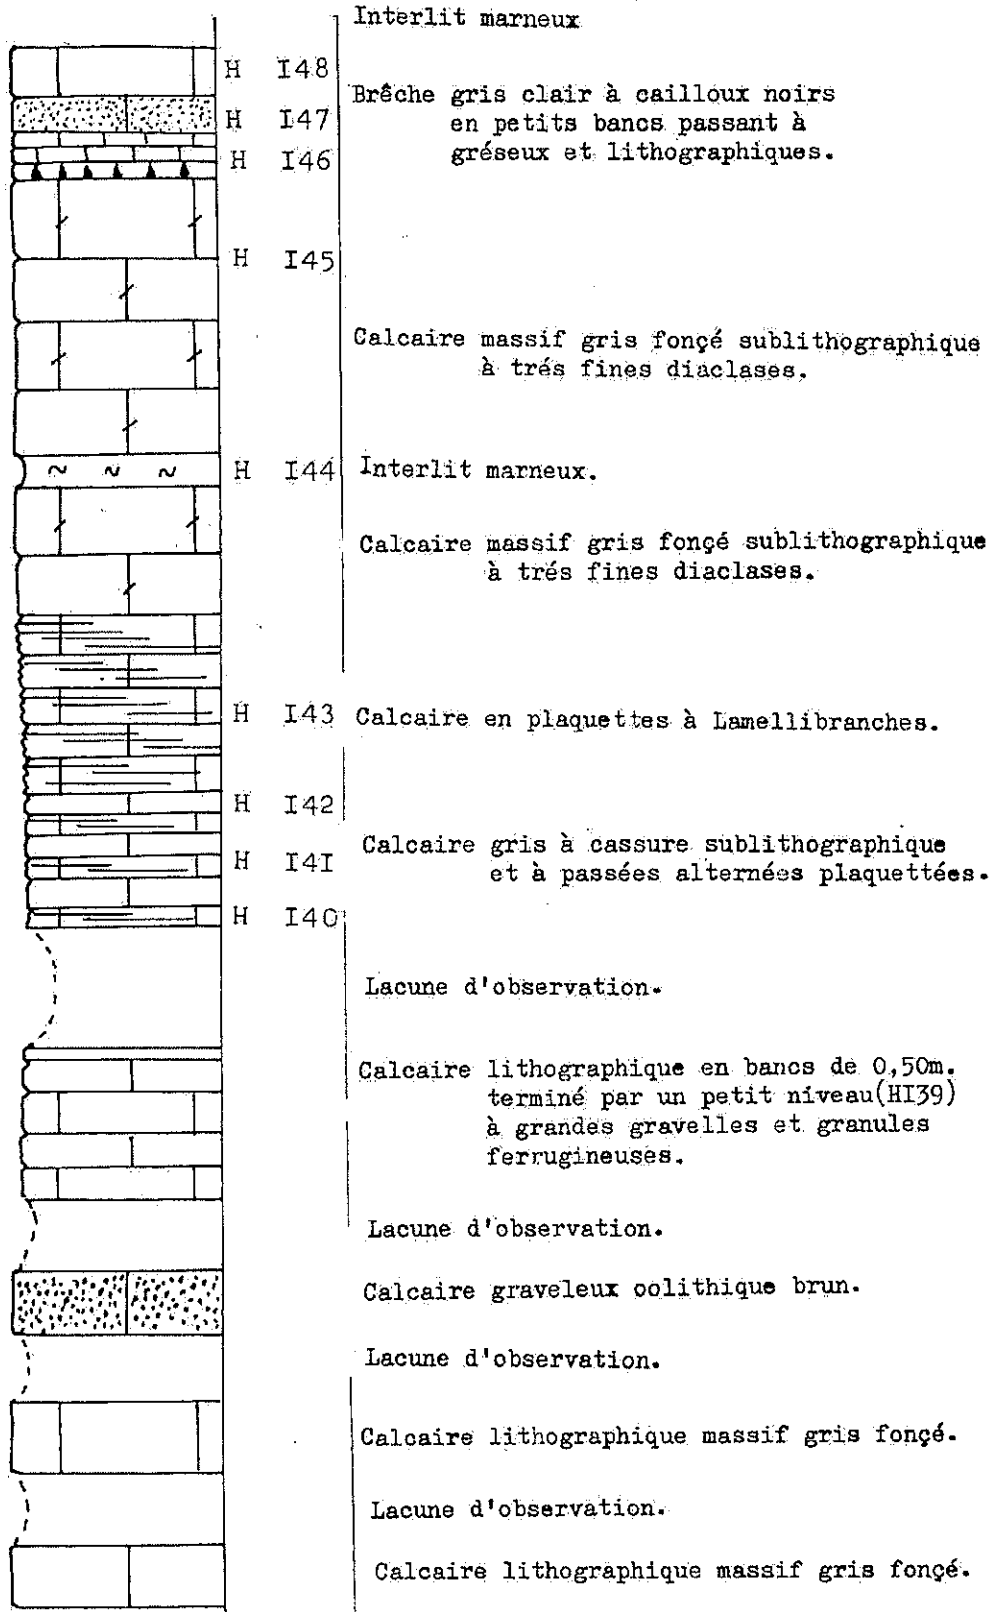 Interlit marneux
H I48
Brêche gris clair à cailloux noirs
H I47
en petits bancs passant à
H I46
gréseux et lithographiques.
H I45
Calcaire massif gris fonçé sublithographique
à trés fines diaclases.
H I44 Interlit marneux.
Calcaire massif gris fonçé sublithographique
à trés fines diaclases.
H I43 Calcaire en plaquettes à Lamellibranches.
H I42
Calcaire gris à cassure sublithographique
H I4I
et à passées alternées plaquettées.
H I40
Lacune d'observation.
Calcaire lithographique en bancs de 0,50m.
terminé par un petit niveau(HI39)
à grandes gravelles et granules
ferrugineuses.
Lacune d'observation.
Calcaire graveleux oolithique brun.
Lacune d'observation.
Calcaire lithographique massif gris fonçé.
Lacune d'observation.
Calcaire lithographique massif gris fonçé.